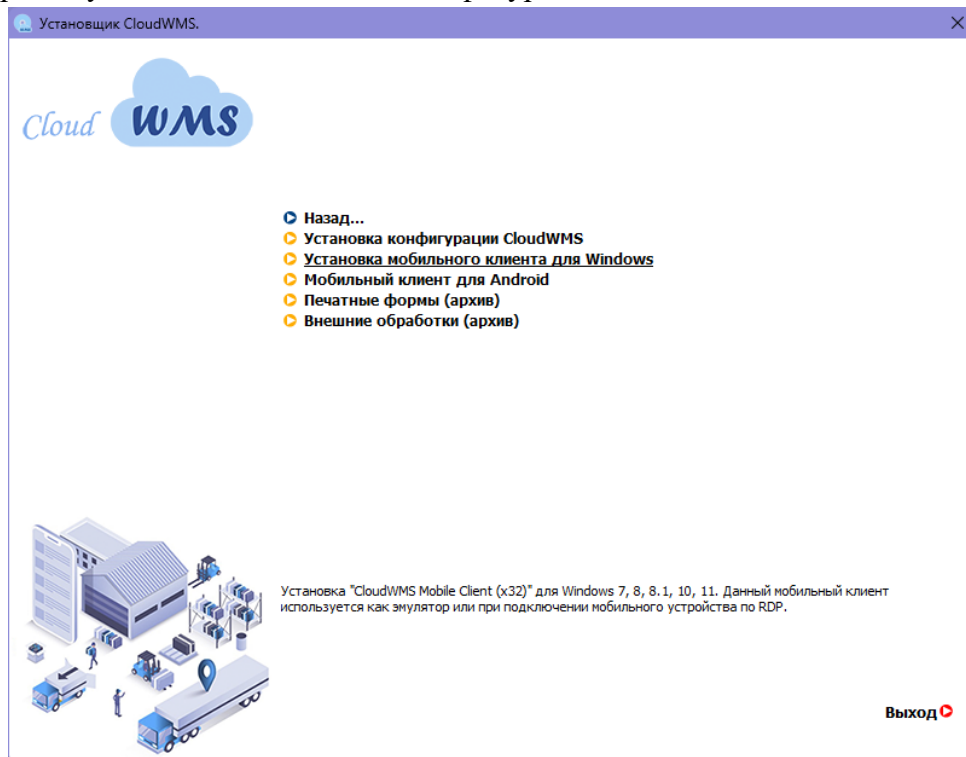 Установщик CloudWMS.
Cloud WMS
Назад...
Установка конфигурации CloudWMS
Установка мобильного клиента для Windows
Мобильный клиент для Android
Печатные формы (архив)
Внешние обработки (архив)
Установка "CloudWMS Mobile Client (x32)" для Windows 7, 8, 8.1, 10, 11. Данный мобильный клиент
используется как эмулятор или при подключении мобильного устройства по RDP.
Выход